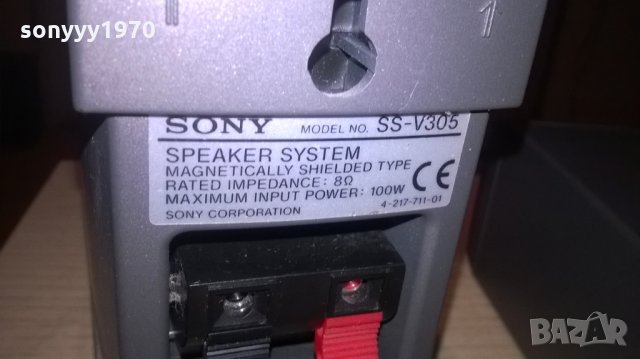 sonyyy1970
1
SONY MODEL NO. SS-V305
SPEAKER SYSTEM
MAGNETICALLY SHIELDED TYPE
RATED IMPEDANCE: 8Ω
MAXIMUM INPUT POWER: 100W
CE
SONY CORPORATION 4-217-711-01
BAZAR